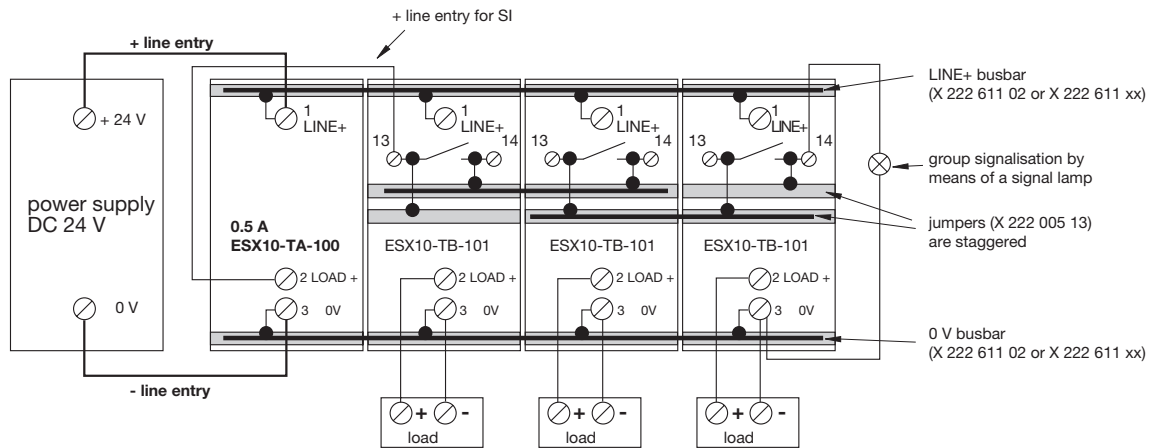 + line entry for SI
+ line entry
LINE+ busbar
(X 222 611 02 or X 222 611 xx)
+ 24 V
1
LINE+
1
LINE+
1
LINE+
1
LINE+
13
14
13
14
13
14
group signalisation by
means of a signal lamp
power supply
DC 24 V
jumpers (X 222 005 13)
are staggered
0.5 A
ESX10-TA-100
ESX10-TB-101
ESX10-TB-101
ESX10-TB-101
2 LOAD +
2 LOAD +
2 LOAD +
2 LOAD +
0 V
3 0V
3 0V
3 0V
3 0V
0 V busbar
(X 222 611 02 or X 222 611 xx)
- line entry
+ -
load
+ -
load
+ -
load